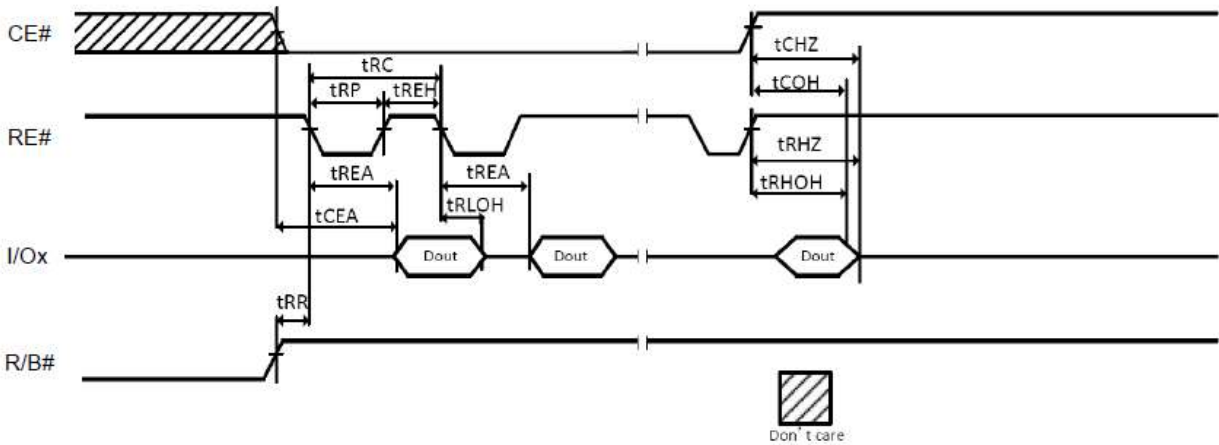 CE#
tCHZ
tRC
tCOH
tRP
tREH
RE#
tRHZ
tREA
tREA
tRHOH
tRLOH
tCEA
I/Ox
Dout
Dout
Dout
tRR
R/B#
Don't care